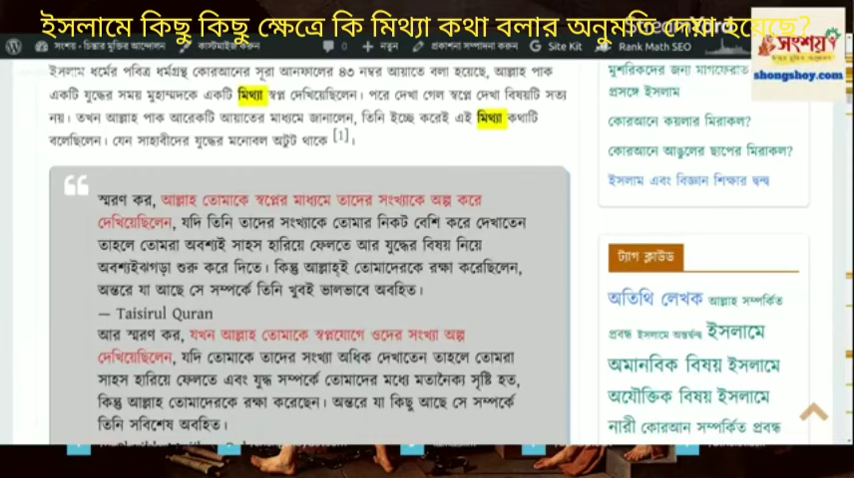 ইসলামে কিছু কিছু ক্ষেত্রে কি মিথ্যা কথা বলার অনুমতি দেয়া হয়েছে?
সংশয় - চিন্তার মুক্তির আন্দোলন কাস্টমাইজ করুন 0 + নতুন প্রকাশনা সম্পাদনা করুন Site Kit Rank Math SEO
সংশয়
shongshoy.com
ইসলাম ধর্মের পবিত্র ধর্মগ্রন্থ কোরআনের সূরা আনফালের ৪৩ নম্বর আয়াতে বলা হয়েছে, আল্লাহ পাক
একটি যুদ্ধের সময় মুহাম্মদকে একটি মিথ্যা স্বপ্ন দেখিয়েছিলেন। পরে দেখা গেল স্বপ্নে দেখা বিষয়টি সত্য
নয়। তখন আল্লাহ পাক আরেকটি আয়াতের মাধ্যমে জানালেন, তিনি ইচ্ছে করেই এই মিথ্যা কথাটি
বলেছিলেন। যেন সাহাবীদের যুদ্ধের মনোবল অটুট থাকে [1]।
স্মরণ কর, আল্লাহ তোমাকে স্বপ্নের মাধ্যমে তাদের সংখ্যাকে অল্প করে
দেখিয়েছিলেন, যদি তিনি তাদের সংখ্যাকে তোমার নিকট বেশি করে দেখাতেন
তাহলে তোমরা অবশ্যই সাহস হারিয়ে ফেলতে আর যুদ্ধের বিষয় নিয়ে
অবশ্যইঝগড়া শুরু করে দিতে। কিন্তু আল্লাহ্ই তোমাদেরকে রক্ষা করেছিলেন,
অন্তরে যা আছে সে সম্পর্কে তিনি খুবই ভালভাবে অবহিত।
— Taisirul Quran
আর স্মরণ কর, যখন আল্লাহ তোমাকে স্বপ্নযোগে ওদের সংখ্যা অল্প
দেখিয়েছিলেন, যদি তোমাকে তাদের সংখ্যা অধিক দেখাতেন তাহলে তোমরা
সাহস হারিয়ে ফেলতে এবং যুদ্ধ সম্পর্কে তোমাদের মধ্যে মতানৈক্য সৃষ্টি হত,
কিন্তু আল্লাহ তোমাদেরকে রক্ষা করেছেন। অন্তরে যা কিছু আছে সে সম্পর্কে
তিনি সবিশেষ অবহিত।
মুশরিকদের জন্য মাগফেরাত
প্রসঙ্গে ইসলাম
কোরআনে কয়লার মিরাকল?
কোরআনে আঙুলের ছাপের মিরাকল?
ইসলাম এবং বিজ্ঞান শিক্ষার দ্বন্দ্ব
ট্যাগ ক্লাউড
অতিথি লেখক আল্লাহ সম্পর্কিত
প্রবন্ধ ইসলামে অন্তর্দ্বন্দ্ব ইসলামে
অমানবিক বিষয় ইসলামে
অযৌক্তিক বিষয় ইসলামে
নারী কোরআন সম্পর্কিত প্রবন্ধ